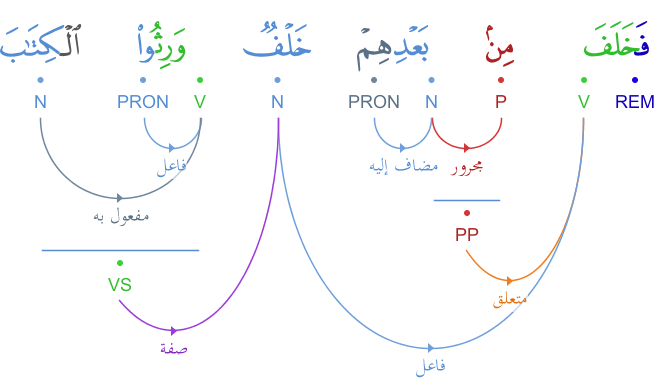 فَخَلَفَ مِنۢ بَعْدِهِمْ خَلْفٌ وَرِثُوا۟ ٱلْكِتَـٰبَ
REM V P N PRON N V PRON N
فاعل مضاف إليه مجرور
مفعول به
PP
VS
متعلق
صفة
فاعل